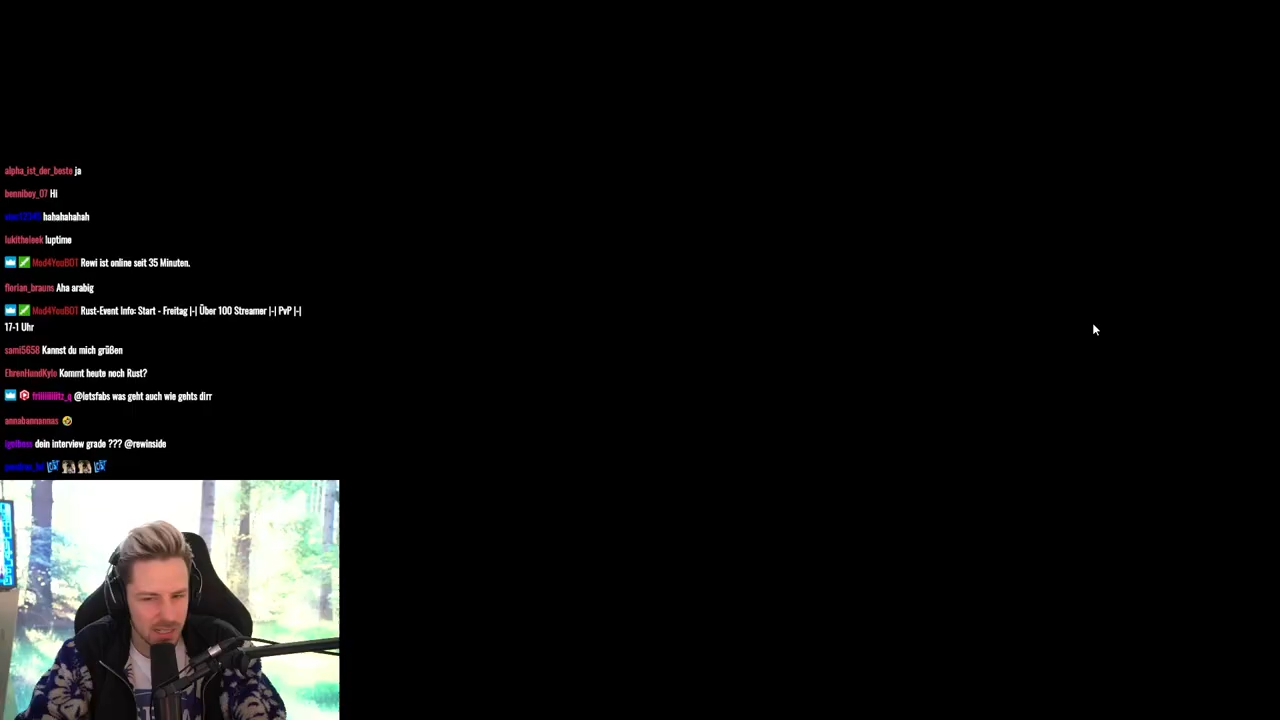 alpha_ist_der_beste ja
benniboy_07 Hi
hahahahahah
lukitheleek !uptime
Mod4YouBOT Rewi ist online seit 35 Minuten.
florian_brauns Aha arabig
Mod4YouBOT Rust-Event Info: Start - Freitag |-| Über 100 Streamer |-| PvP |-|
17-1 Uhr
sami5658 Kannst du mich grüßen
EhrenHandKylo Kommt heute noch Rust?
@letsfabs was geht auch wie gehts dirr
annabannannas
dein interview grade ??? @rewinside